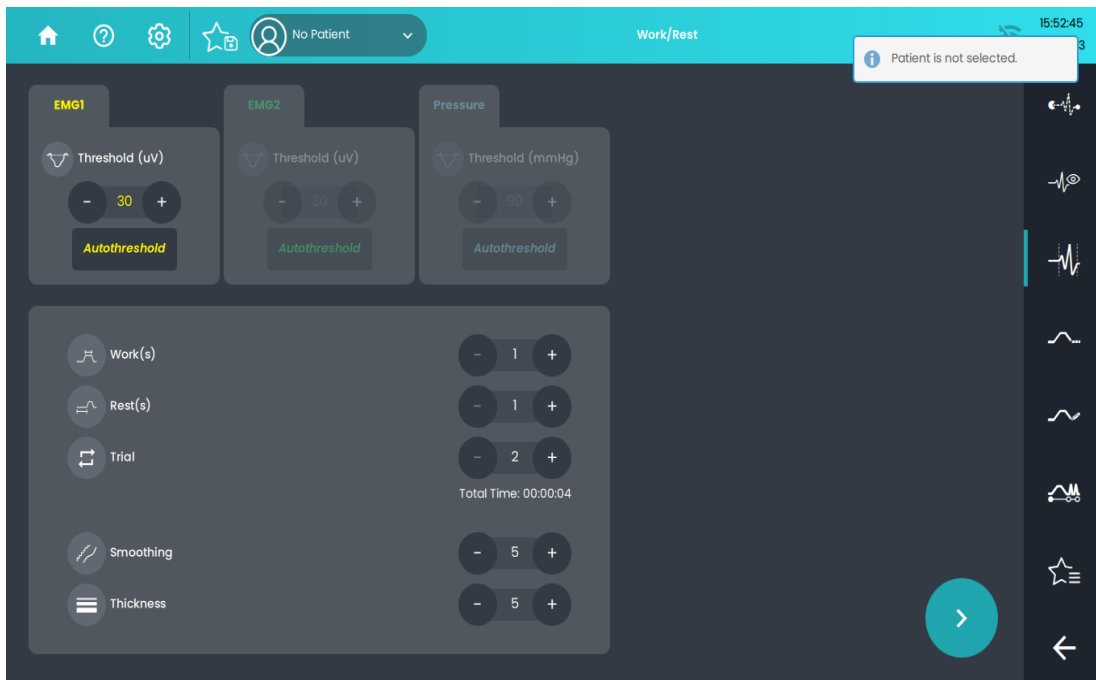 No Patient
Work/Rest
15:52:45
3
Patient is not selected.
EMG1
EMG2
Pressure
Threshold (uV)
Threshold (uV)
Threshold (mmHg)
- 30 +
- 30 +
- 90 +
Autothreshold
Autothreshold
Autothreshold
Work(s)
- 1 +
Rest(s)
- 1 +
Trial
- 2 +
Total Time: 00:00:04
Smoothing
- 5 +
Thickness
- 5 +